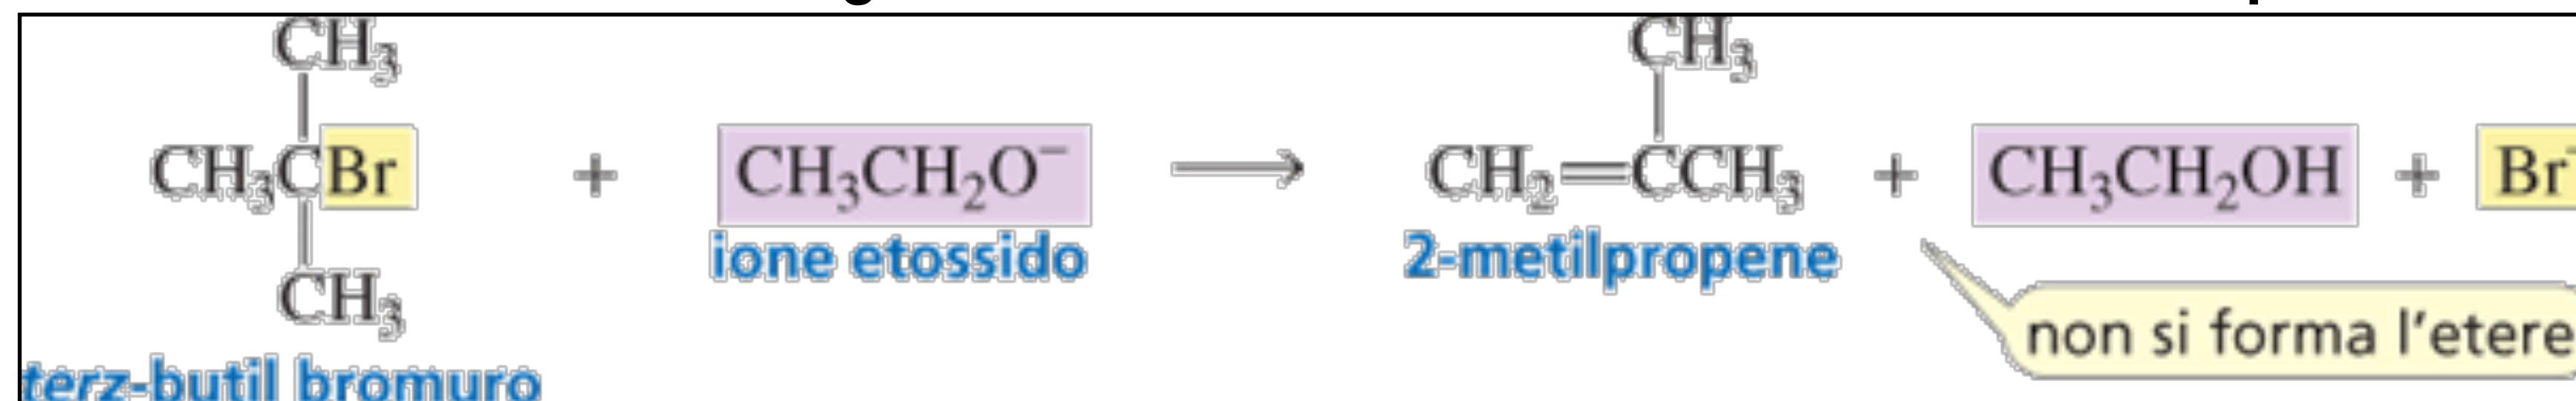 CH₃ CH₃
CH₃CBr + CH₃CH₂O⁻ ⟶ CH₂=CCH₃ + CH₃CH₂OH + Br⁻
ione etossido 2-metilpropene
CH₃ non si forma l'etere
terz-butil bromuro